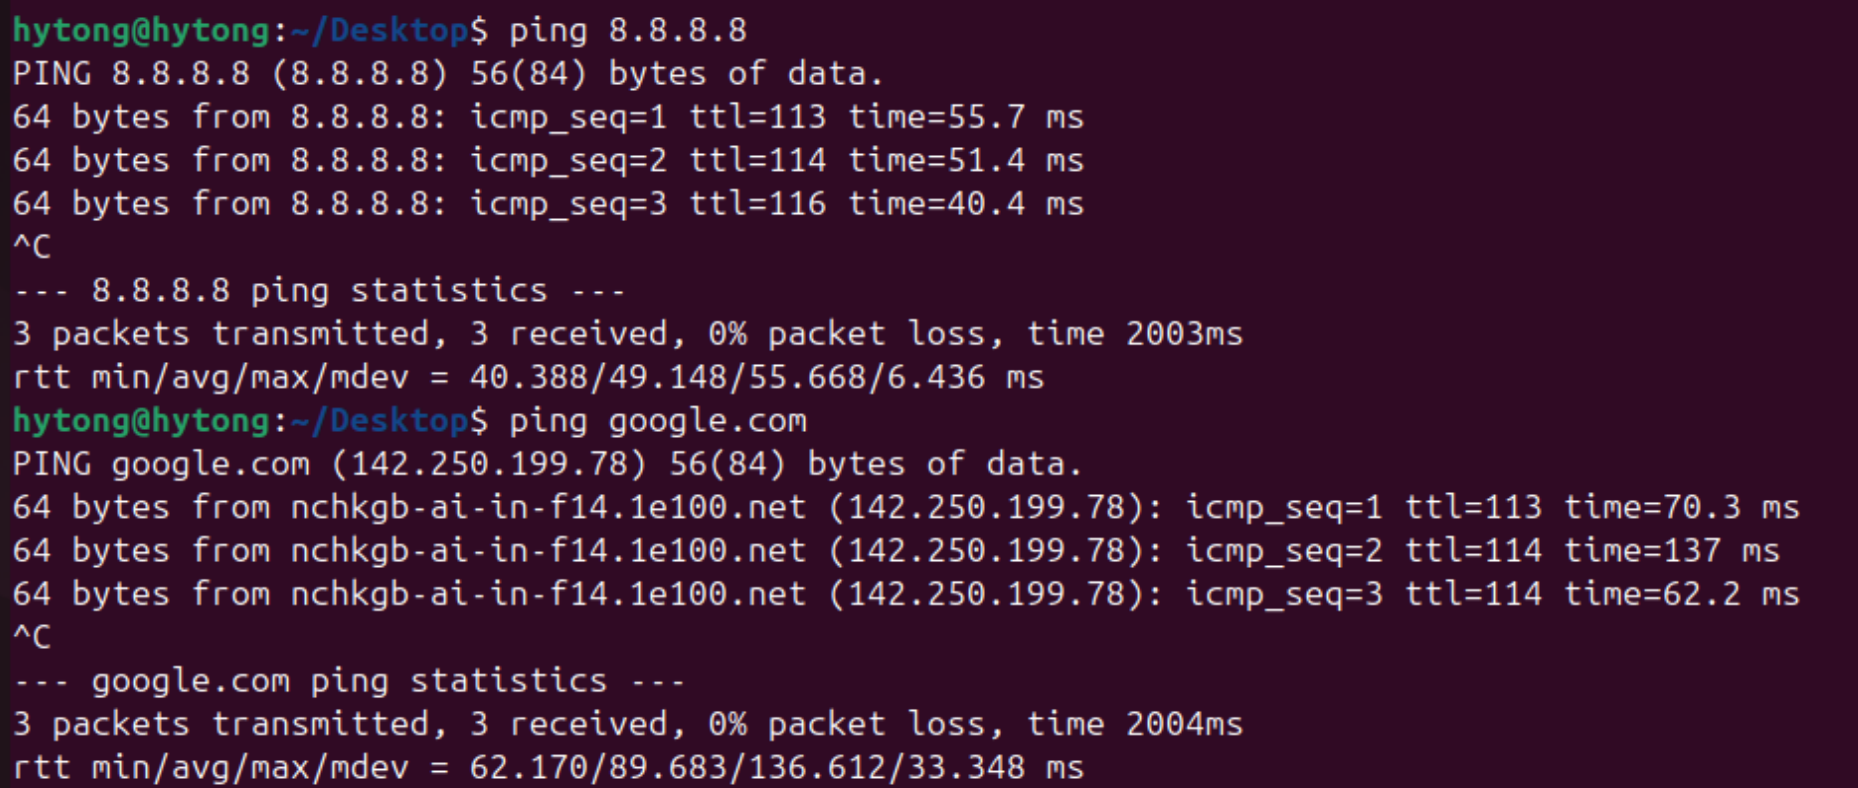 hytong@hytong:~/Desktop$ ping 8.8.8.8
PING 8.8.8.8 (8.8.8.8) 56(84) bytes of data.
64 bytes from 8.8.8.8: icmp_seq=1 ttl=113 time=55.7 ms
64 bytes from 8.8.8.8: icmp_seq=2 ttl=114 time=51.4 ms
64 bytes from 8.8.8.8: icmp_seq=3 ttl=116 time=40.4 ms
^C
--- 8.8.8.8 ping statistics ---
3 packets transmitted, 3 received, 0% packet loss, time 2003ms
rtt min/avg/max/mdev = 40.388/49.148/55.668/6.436 ms
hytong@hytong:~/Desktop$ ping google.com
PING google.com (142.250.199.78) 56(84) bytes of data.
64 bytes from nchkgb-ai-in-f14.1e100.net (142.250.199.78): icmp_seq=1 ttl=113 time=70.3 ms
64 bytes from nchkgb-ai-in-f14.1e100.net (142.250.199.78): icmp_seq=2 ttl=114 time=137 ms
64 bytes from nchkgb-ai-in-f14.1e100.net (142.250.199.78): icmp_seq=3 ttl=114 time=62.2 ms
^C
--- google.com ping statistics ---
3 packets transmitted, 3 received, 0% packet loss, time 2004ms
rtt min/avg/max/mdev = 62.170/89.683/136.612/33.348 ms